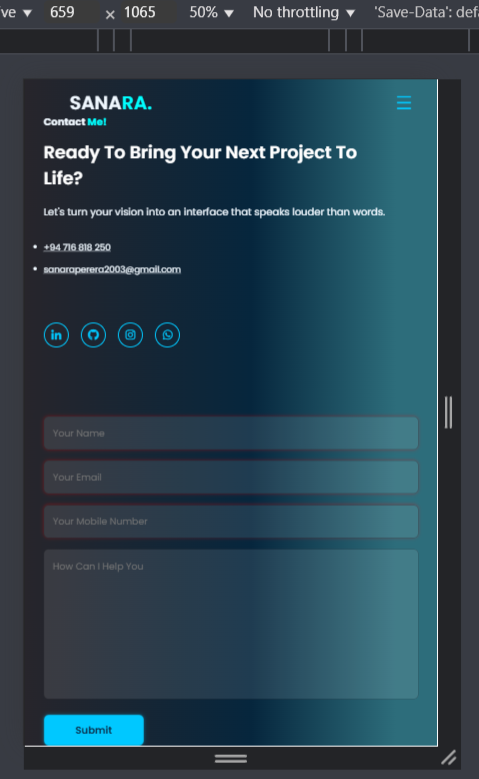 659 × 1065 50% No throttling 'Save-Data':
SANARA.
Contact Me!
Ready To Bring Your Next Project To
Life?
Let's turn your vision into an interface that speaks louder than words.
+94 716 818 250
sanaraperera2003@gmail.com
in
Your Name
Your Email
Your Mobile Number
How Can I Help You
Submit